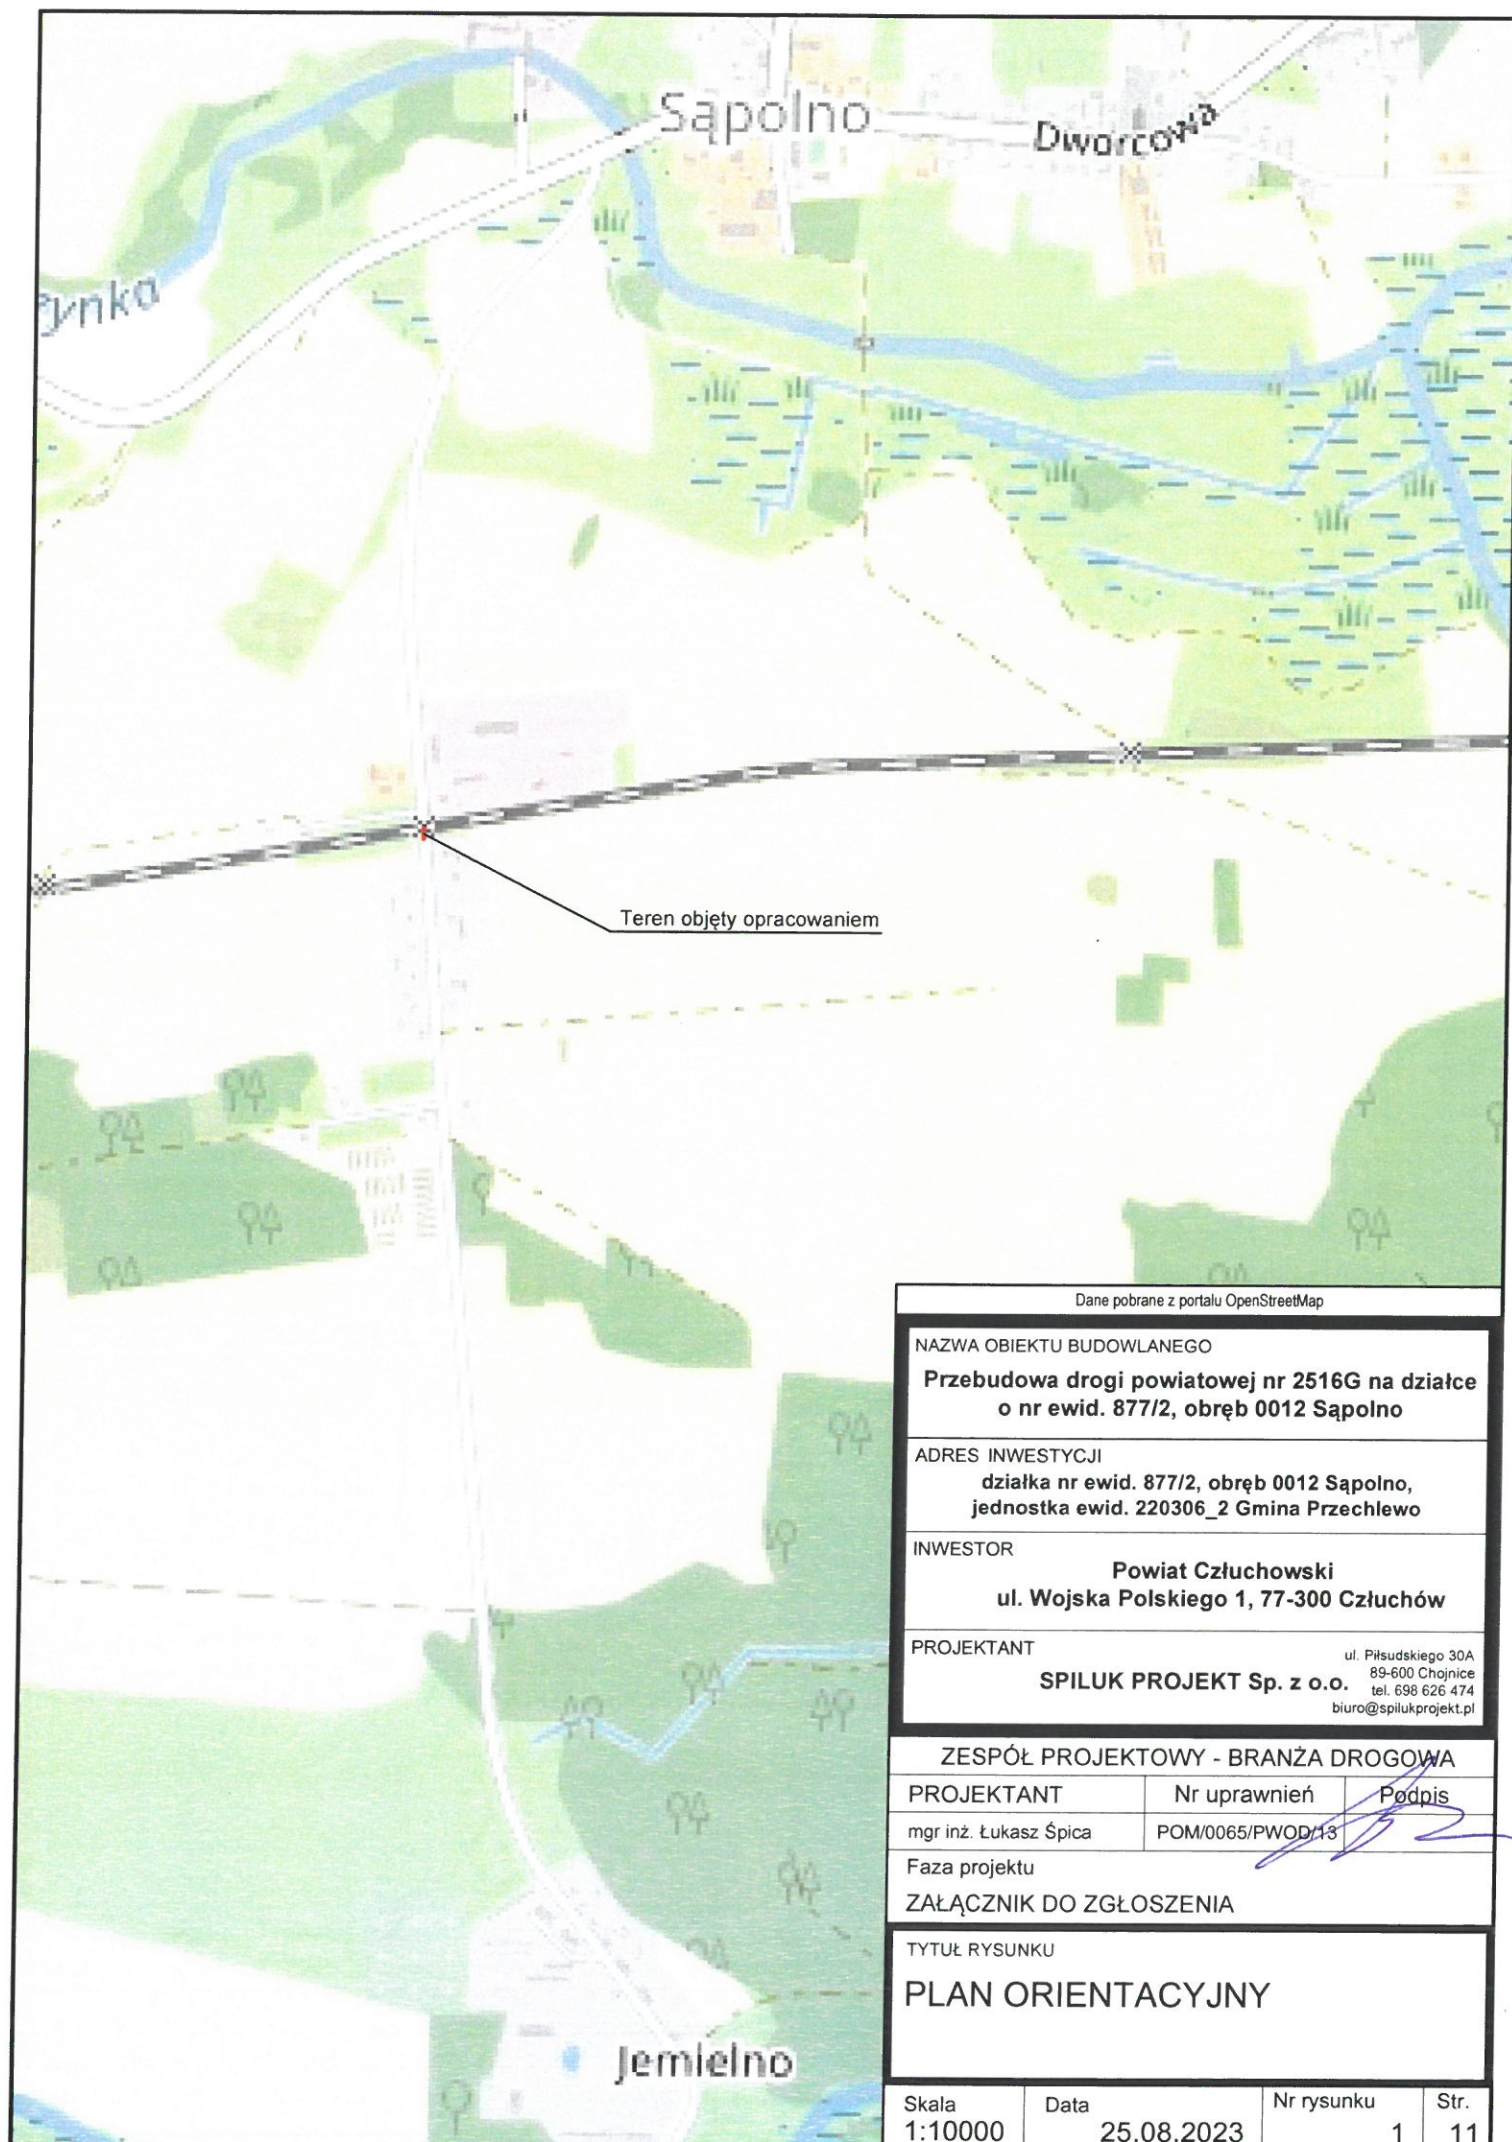 Sąpolno
Dworcowa
ynka
Teren objęty opracowaniem
Dane pobrane z portalu OpenStreetMap
NAZWA OBIEKTU BUDOWLANEGO
Przebudowa drogi powiatowej nr 2516G na działce
o nr ewid. 877/2, obręb 0012 Sąpolno
ADRES INWESTYCJI
działka nr ewid. 877/2, obręb 0012 Sąpolno,
jednostka ewid. 220306_2 Gmina Przechlewo
INWESTOR
Powiat Człuchowski
ul. Wojska Polskiego 1, 77-300 Człuchów
PROJEKTANT
SPILUK PROJEKT Sp. z o.o.
ul. Piłsudskiego 30A
89-600 Chojnice
tel. 698 626 474
biuro@spilukprojekt.pl
ZESPÓŁ PROJEKTOWY - BRANŻA DROGOWA
PROJEKTANT Nr uprawnień Podpis
mgr inż. Łukasz Śpica POM/0065/PWOD/13
Faza projektu
ZAŁĄCZNIK DO ZGŁOSZENIA
TYTUŁ RYSUNKU
PLAN ORIENTACYJNY
Jemielno
Skala Data Nr rysunku Str.
1:10000 25.08.2023 1 11